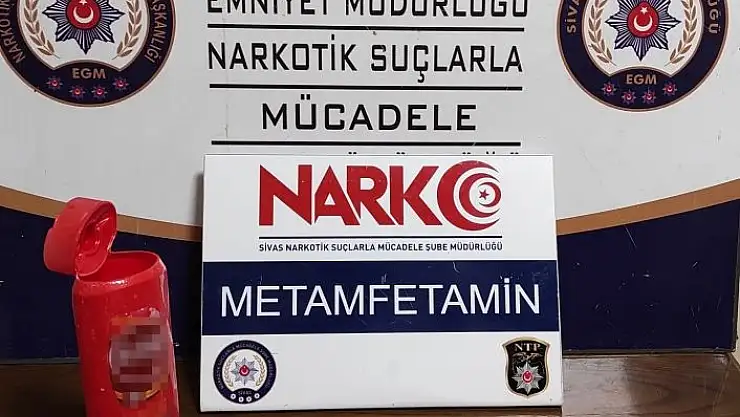 EMNİYET MÜDÜRLÜĞÜ
NARKOTİK SUÇLARLA
MÜCADELE
EGM
EGM
NARKO
SİVAS NARKOTİK SUÇLARLA MÜCADELE ŞUBE MÜDÜRLÜĞÜ
METAMFETAMİN
NTP